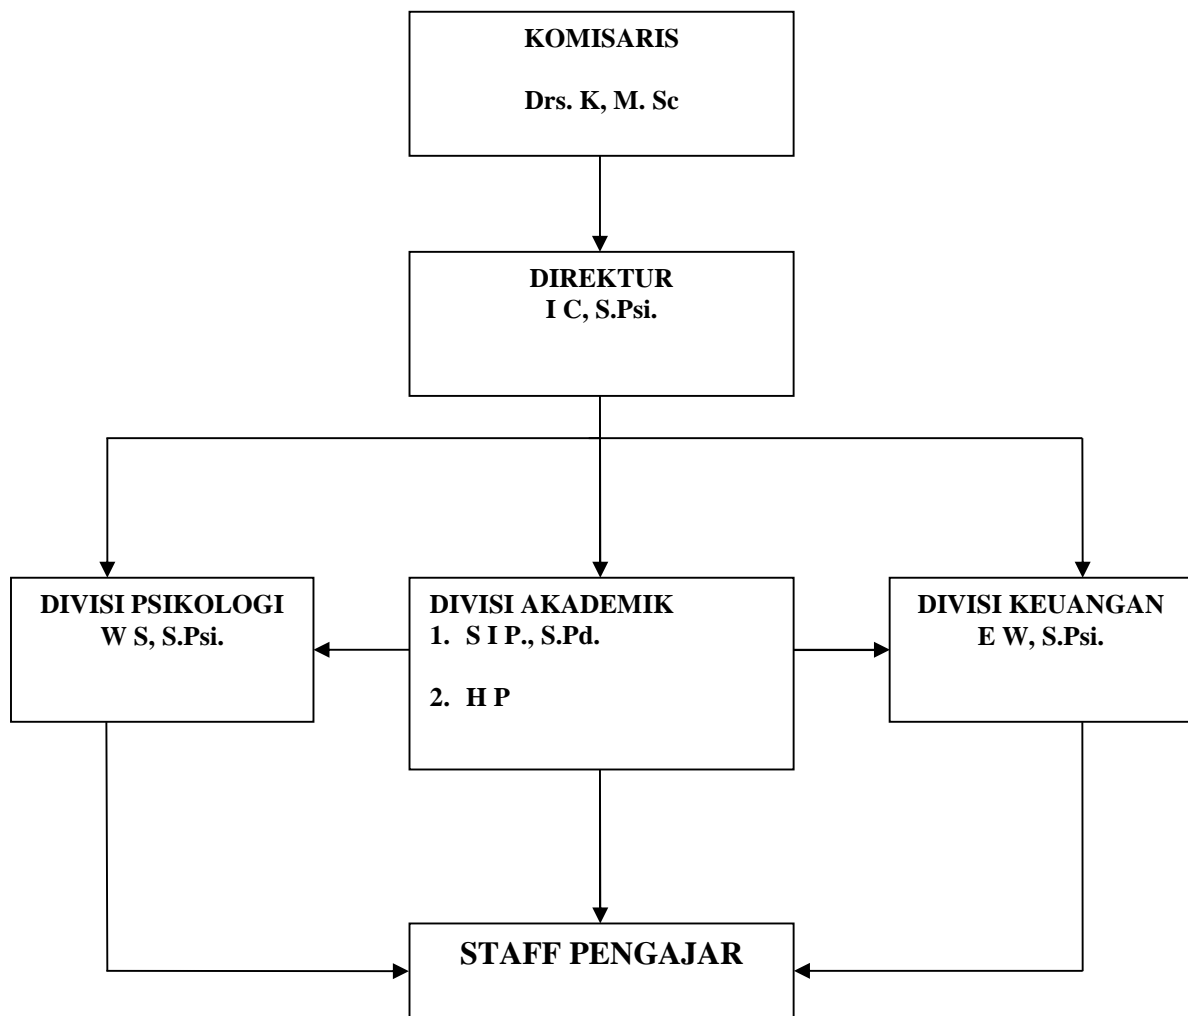 KOMISARIS
Drs. K, M. Sc
DIREKTUR
I C, S.Psi.
DIVISI PSIKOLOGI
W S, S.Psi.
DIVISI AKADEMIK
1. S I P., S.Pd.
2. H P
DIVISI KEUANGAN
E W, S.Psi.
STAFF PENGAJAR